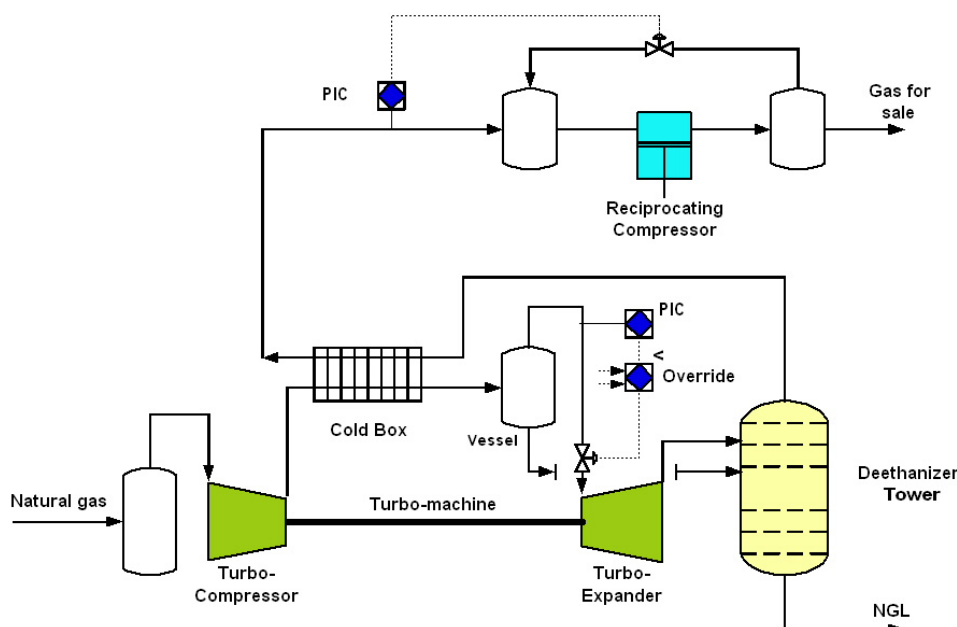 PIC
Gas for
sale
Reciprocating
Compressor
PIC
<
Override
Cold Box
Vessel
Deethanizer
Tower
Natural gas
Turbo-machine
Turbo-
Compressor
Turbo-
Expander
NGL